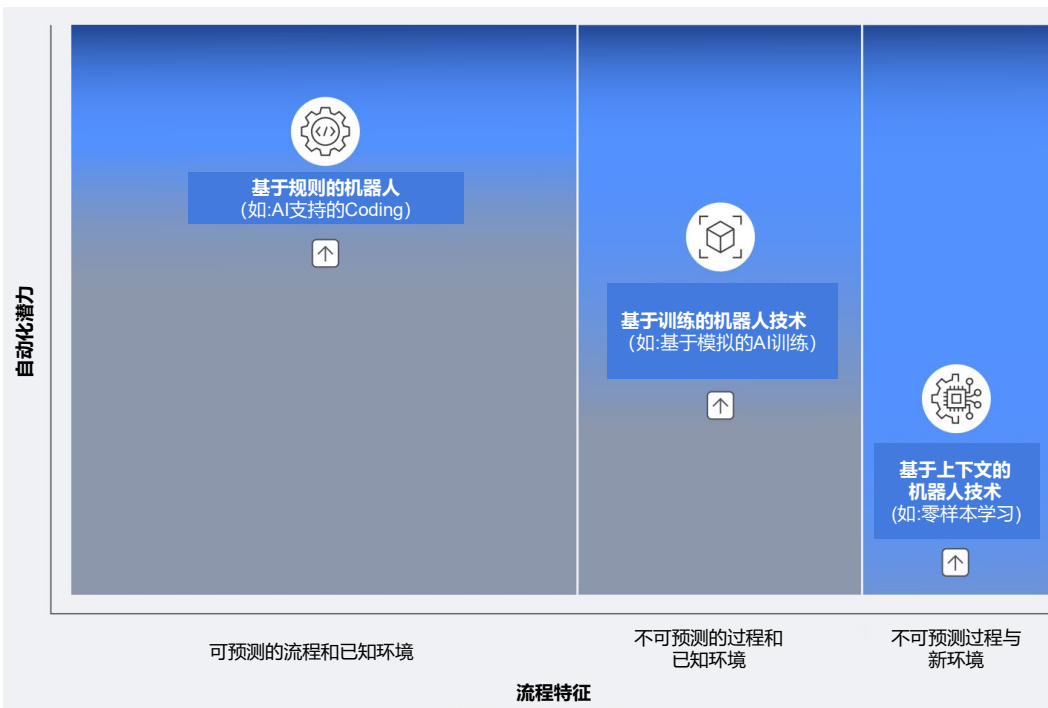 基于规则的机器人
(如:AI支持的Coding)
基于训练的机器人技术
(如:基于模拟的AI训练)
基于上下文的
机器人技术
(如:零样本学习)
自动化潜力
可预测的流程和已知环境
不可预测的过程和
已知环境
不可预测过程与
新环境
流程特征